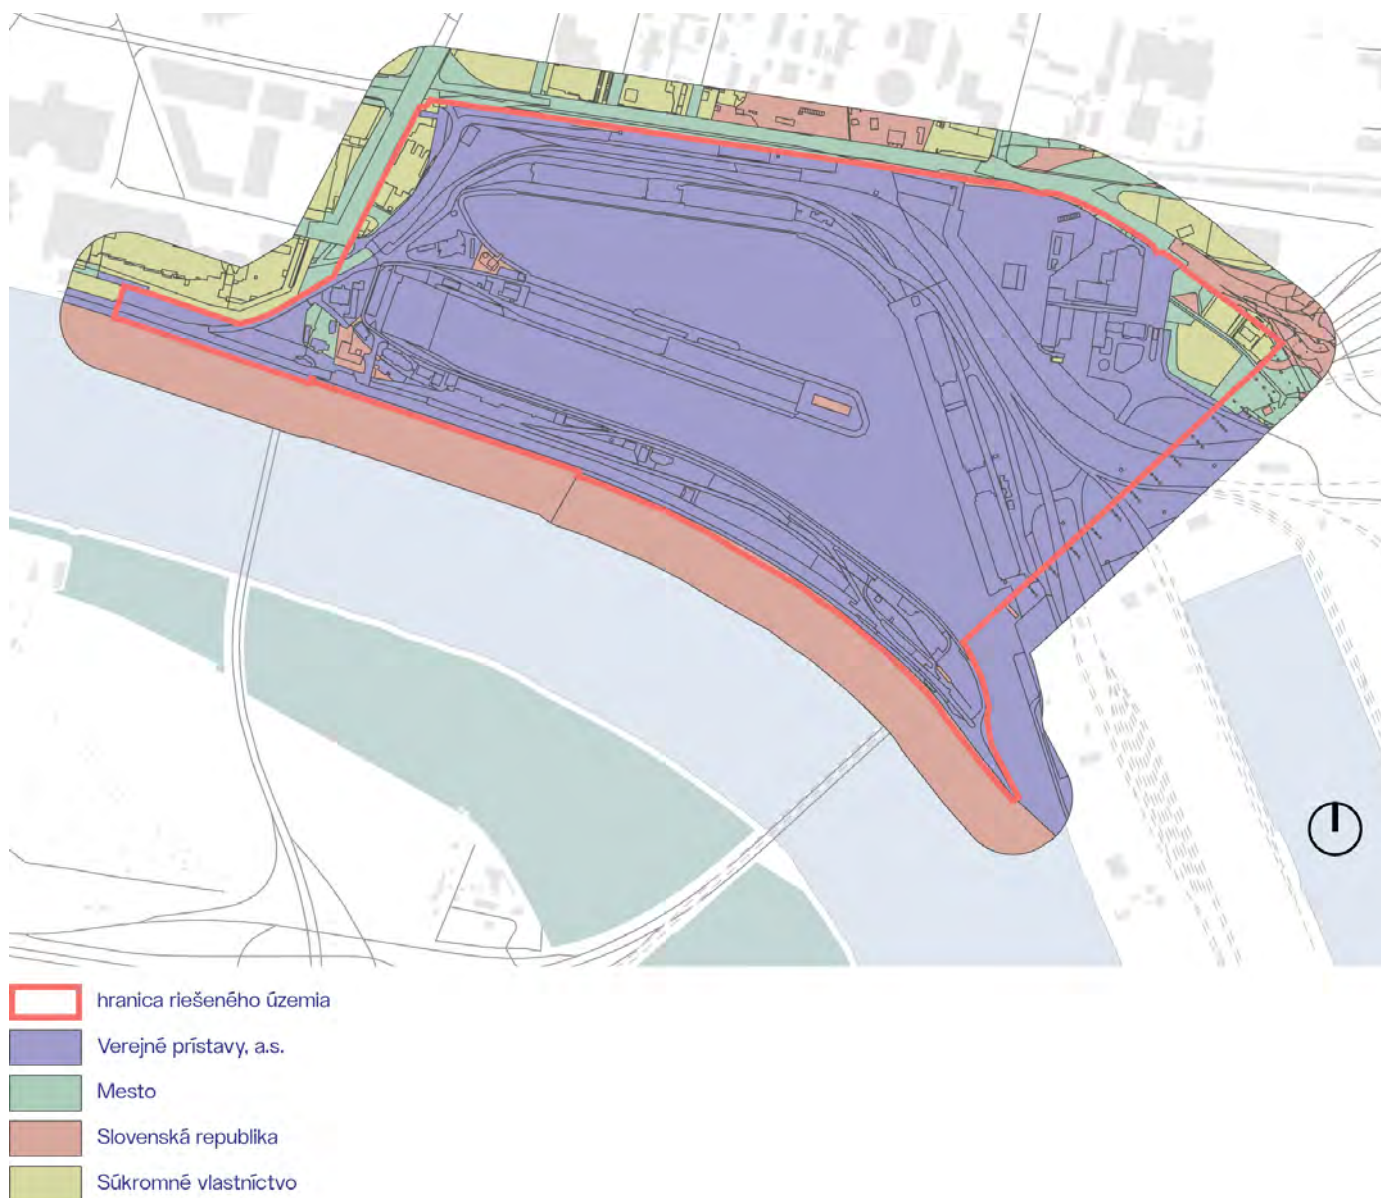 hranica riešeného územia
Verejné prístavy, a.s.
Mesto
Slovenská republika
Súkromné vlastníctvo